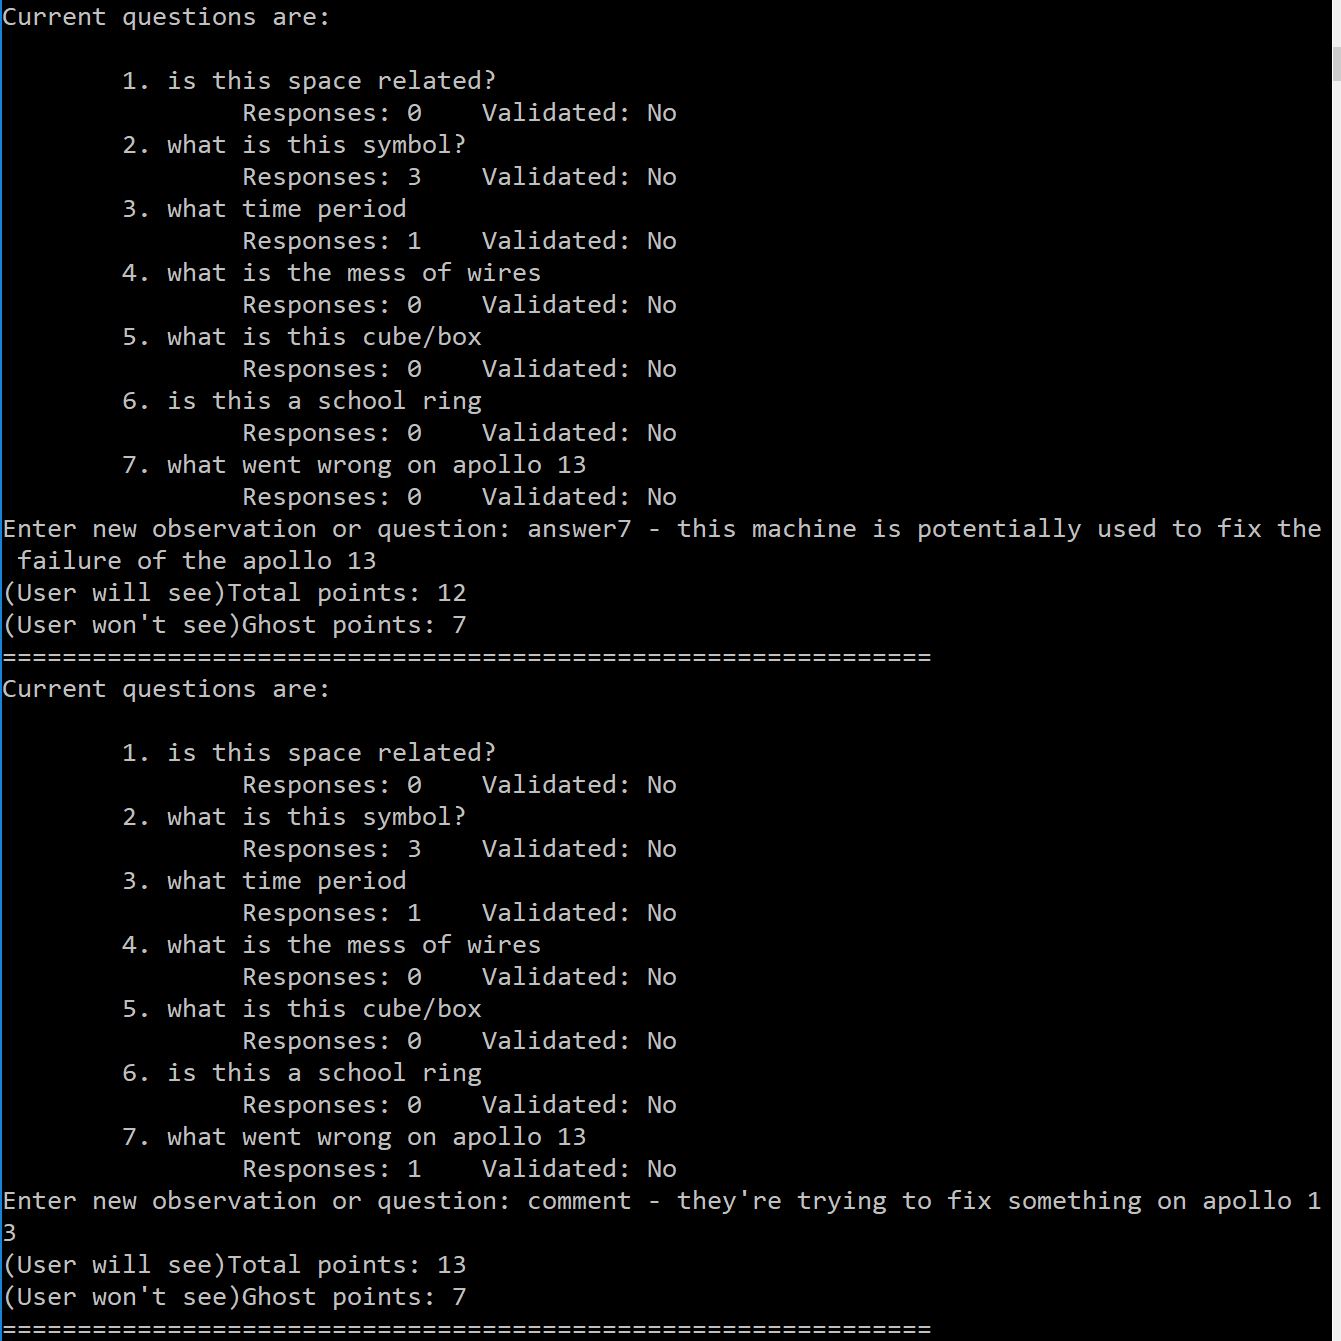 Current questions are:
1. is this space related?
Responses: 0 Validated: No
2. what is this symbol?
Responses: 3 Validated: No
3. what time period
Responses: 1 Validated: No
4. what is the mess of wires
Responses: 0 Validated: No
5. what is this cube/box
Responses: 0 Validated: No
6. is this a school ring
Responses: 0 Validated: No
7. what went wrong on apollo 13
Responses: 0 Validated: No
Enter new observation or question: answer7 - this machine is potentially used to fix the
failure of the apollo 13
(User will see)Total points: 12
(User won't see)Ghost points: 7
==============================================================
Current questions are:
1. is this space related?
Responses: 0 Validated: No
2. what is this symbol?
Responses: 3 Validated: No
3. what time period
Responses: 1 Validated: No
4. what is the mess of wires
Responses: 0 Validated: No
5. what is this cube/box
Responses: 0 Validated: No
6. is this a school ring
Responses: 0 Validated: No
7. what went wrong on apollo 13
Responses: 1 Validated: No
Enter new observation or question: comment - they're trying to fix something on apollo 1
3
(User will see)Total points: 13
(User won't see)Ghost points: 7
==============================================================